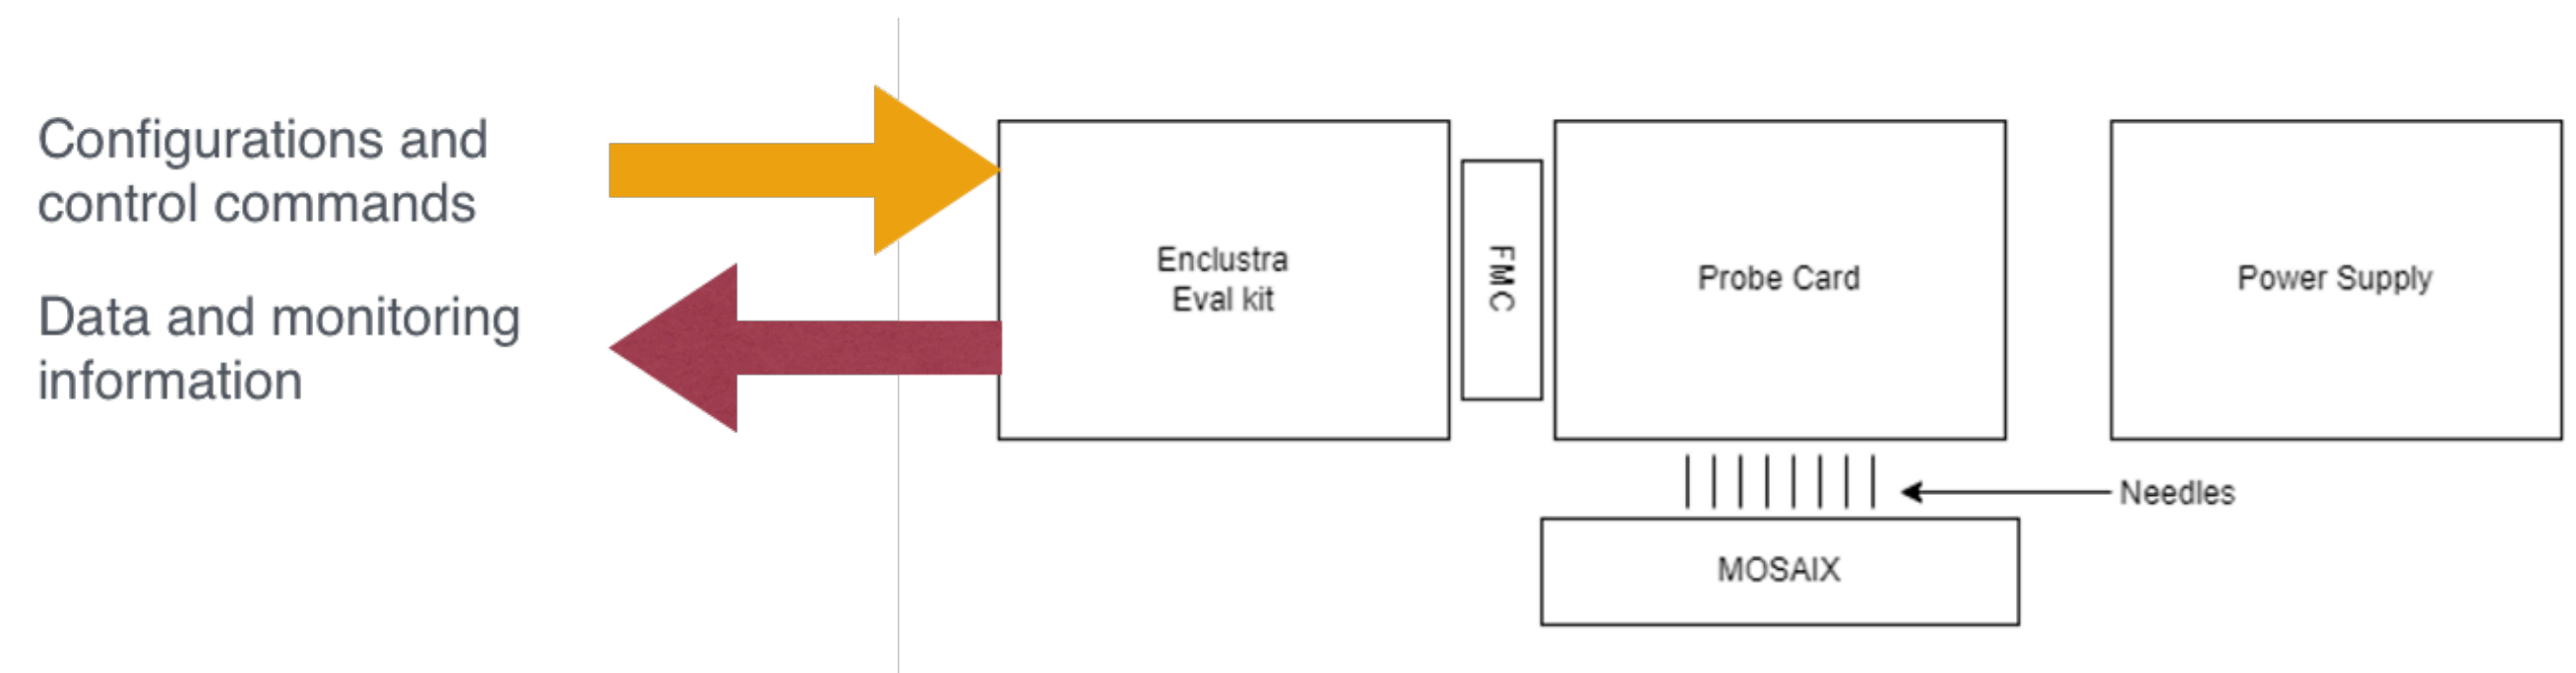 Configurations and
control commands
Data and monitoring
information
Enclustra
Eval kit
FMC
Probe Card
Power Supply
Needles
MOSAIX